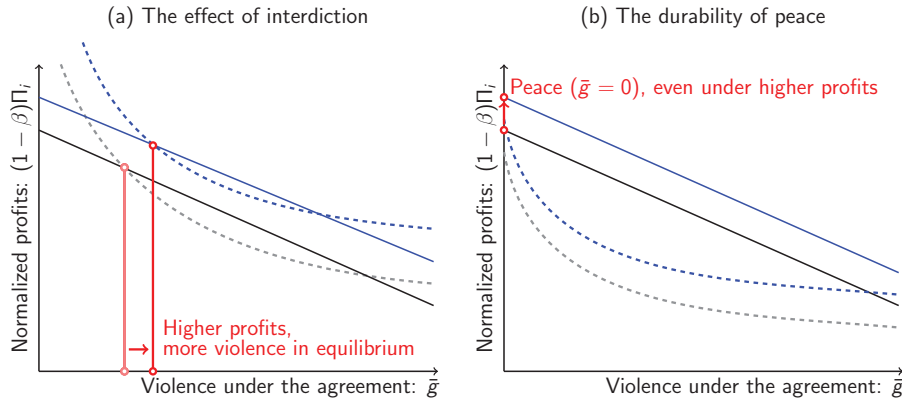 (a) The effect of interdiction
Normalized profits: (1 − β)Π_i
Higher profits,
more violence in equilibrium
Violence under the agreement: ḡ
(b) The durability of peace
Normalized profits: (1 − β)Π_i
Peace (ḡ = 0), even under higher profits
Violence under the agreement: ḡ